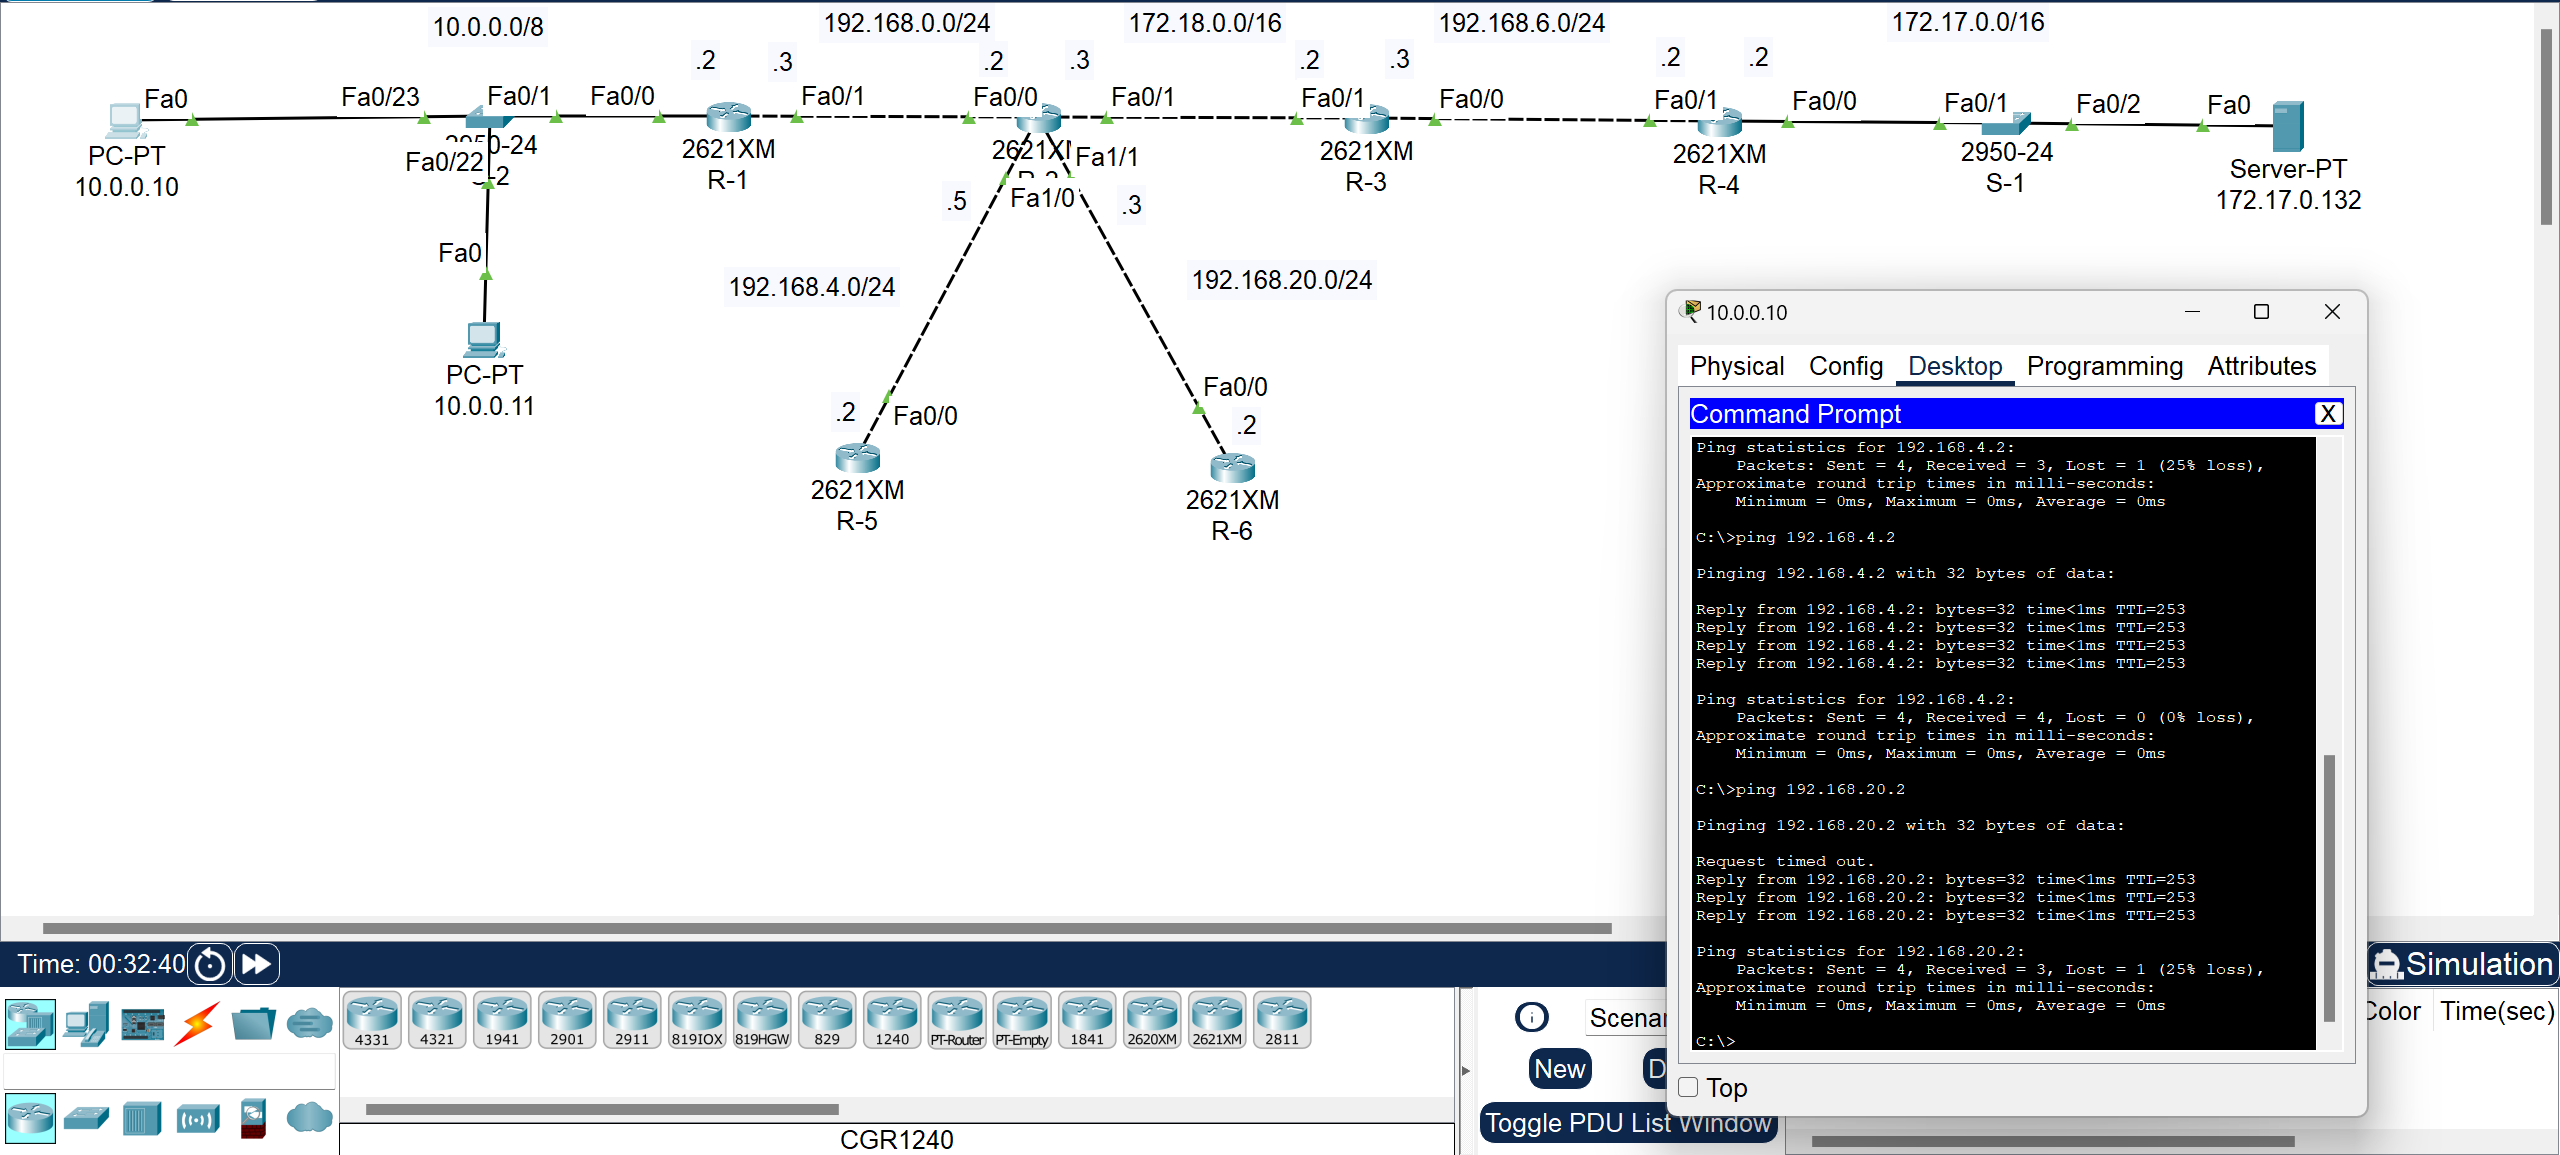 10.0.0.0/8
192.168.0.0/24
172.18.0.0/16
192.168.6.0/24
172.17.0.0/16
.2
.3
.2
.3
.2
.3
.2
.2
Fa0
Fa0/23
Fa0/1
Fa0/0
Fa0/1
Fa0/0
Fa0/1
Fa0/1
Fa0/0
Fa0/1
Fa0/0
Fa0/1
Fa0/2
Fa0
PC-PT
10.0.0.10
Fa0/22
2621XM
R-1
Fa1/1
Fa1/0
2621XM
R-3
2621XM
R-4
2950-24
S-1
Server-PT
172.17.0.132
.5
.3
Fa0
192.168.4.0/24
192.168.20.0/24
PC-PT
10.0.0.11
.2
Fa0/0
Fa0/0
.2
2621XM
R-5
2621XM
R-6
10.0.0.10
Physical Config Desktop Programming Attributes
Command Prompt
X
Ping statistics for 192.168.4.2:
Packets: Sent = 4, Received = 3, Lost = 1 (25% loss),
Approximate round trip times in milli-seconds:
Minimum = 0ms, Maximum = 0ms, Average = 0ms
C:\>ping 192.168.4.2
Pinging 192.168.4.2 with 32 bytes of data:
Reply from 192.168.4.2: bytes=32 time<1ms TTL=253
Reply from 192.168.4.2: bytes=32 time<1ms TTL=253
Reply from 192.168.4.2: bytes=32 time<1ms TTL=253
Reply from 192.168.4.2: bytes=32 time<1ms TTL=253
Ping statistics for 192.168.4.2:
Packets: Sent = 4, Received = 4, Lost = 0 (0% loss),
Approximate round trip times in milli-seconds:
Minimum = 0ms, Maximum = 0ms, Average = 0ms
C:\>ping 192.168.20.2
Pinging 192.168.20.2 with 32 bytes of data:
Request timed out.
Reply from 192.168.20.2: bytes=32 time<1ms TTL=253
Reply from 192.168.20.2: bytes=32 time<1ms TTL=253
Reply from 192.168.20.2: bytes=32 time<1ms TTL=253
Ping statistics for 192.168.20.2:
Packets: Sent = 4, Received = 3, Lost = 1 (25% loss),
Approximate round trip times in milli-seconds:
Minimum = 0ms, Maximum = 0ms, Average = 0ms
C:\>
Top
Time: 00:32:40
Simulation
4331 4321 1941 2901 2911 819IOX 819HGW 829 1240 PT-Router PT-Empty 1841 2620XM 2621XM 2811
CGR1240
Scenar
New
D
Toggle PDU List Window
Color Time(sec)